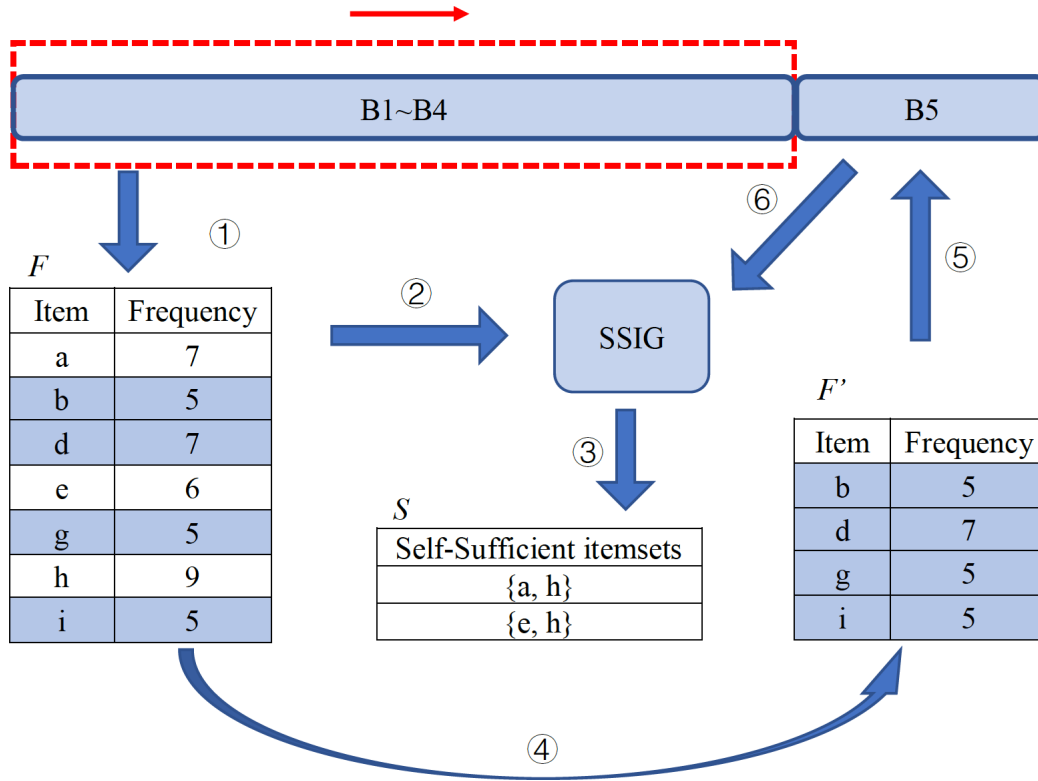 B1~B4
B5
①
⑥
⑤
F
②
Item Frequency
a 7
b 5
d 7
e 6
g 5
h 9
i 5
SSIG
③
F’
Item Frequency
b 5
d 7
g 5
i 5
S
Self-Sufficient itemsets
{a, h}
{e, h}
④